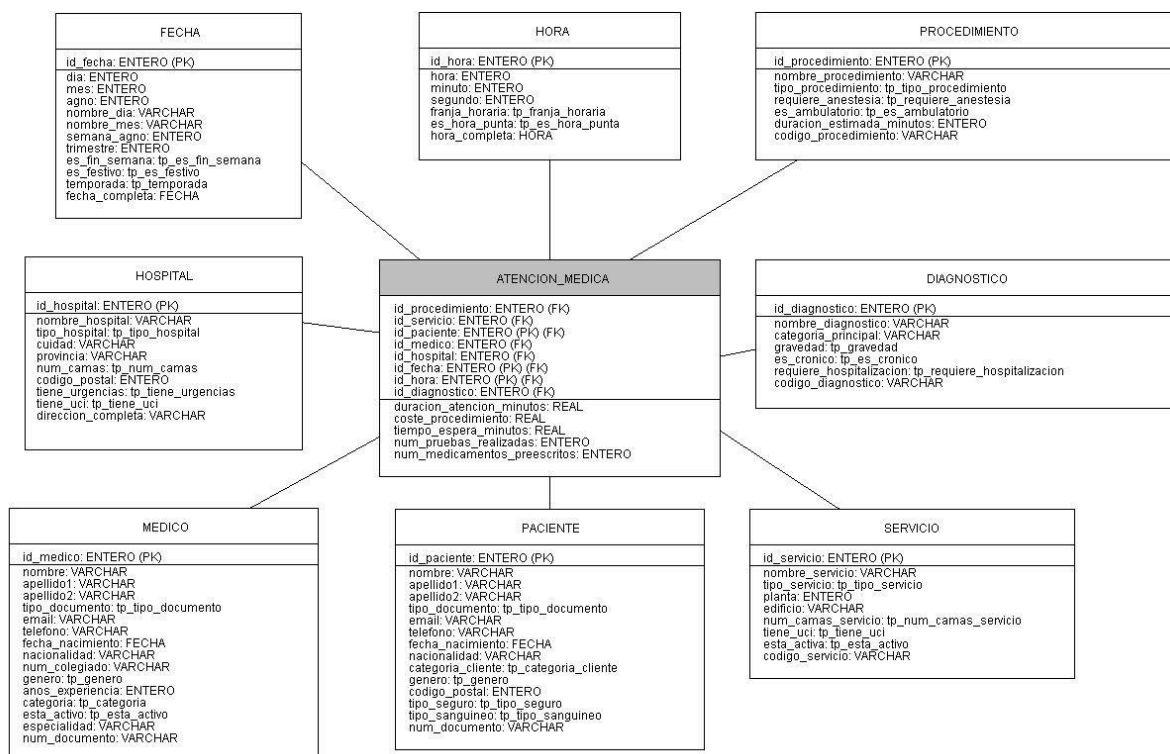 FECHA
id_fecha: ENTERO (PK)
dia: ENTERO
mes: ENTERO
agno: ENTERO
nombre_dia: VARCHAR
nombre_mes: VARCHAR
semana_agno: ENTERO
trimestre: ENTERO
es_fin_semana: tp_es_fin_semana
es_festivo: tp_es_festivo
temporada: tp_temporada
fecha_completa: FECHA
HORA
id_hora: ENTERO (PK)
hora: ENTERO
minuto: ENTERO
segundo: ENTERO
franja_horaria: tp_franja_horaria
es_hora_punta: tp_es_hora_punta
hora_completa: HORA
PROCEDIMIENTO
id_procedimiento: ENTERO (PK)
nombre_procedimiento: VARCHAR
tipo_procedimiento: tp_tipo_procedimiento
requiere_anestesia: tp_requiere_anestesia
es_ambulatorio: tp_es_ambulatorio
duracion_estimada_minutos: ENTERO
codigo_procedimiento: VARCHAR
HOSPITAL
id_hospital: ENTERO (PK)
nombre_hospital: VARCHAR
tipo_hospital: tp_tipo_hospital
cuidad: VARCHAR
provincia: VARCHAR
num_camas: tp_num_camas
codigo_postal: ENTERO
tiene_urgencias: tp_tiene_urgencias
tiene_uci: tp_tiene_uci
direccion_completa: VARCHAR
ATENCION_MEDICA
id_procedimiento: ENTERO (FK)
id_servicio: ENTERO (FK)
id_paciente: ENTERO (PK) (FK)
id_medico: ENTERO (FK)
id_hospital: ENTERO (FK)
id_fecha: ENTERO (PK) (FK)
id_hora: ENTERO (PK) (FK)
id_diagnostico: ENTERO (FK)
duracion_atencion_minutos: REAL
coste_procedimiento: REAL
tiempo_espera_minutos: REAL
num_pruebas_realizadas: ENTERO
num_medicamentos_preescritos: ENTERO
DIAGNOSTICO
id_diagnostico: ENTERO (PK)
nombre_diagnostico: VARCHAR
categoria_principal: VARCHAR
gravedad: tp_gravedad
es_cronico: tp_es_cronico
requiere_hospitalizacion: tp_requiere_hospitalizacion
codigo_diagnostico: VARCHAR
MEDICO
id_medico: ENTERO (PK)
nombre: VARCHAR
apellido1: VARCHAR
apellido2: VARCHAR
tipo_documento: tp_tipo_documento
email: VARCHAR
telefono: VARCHAR
fecha_nacimiento: FECHA
nacionalidad: VARCHAR
num_colegiado: VARCHAR
genero: tp_genero
anos_experiencia: ENTERO
categoria: tp_categoria
esta_activo: tp_esta_activo
especialidad: VARCHAR
num_documento: VARCHAR
PACIENTE
id_paciente: ENTERO (PK)
nombre: VARCHAR
apellido1: VARCHAR
apellido2: VARCHAR
tipo_documento: tp_tipo_documento
email: VARCHAR
telefono: VARCHAR
fecha_nacimiento: FECHA
nacionalidad: VARCHAR
categoria_cliente: tp_categoria_cliente
genero: tp_genero
codigo_postal: ENTERO
tipo_seguro: tp_tipo_seguro
tipo_sanguineo: tp_tipo_sanguineo
num_documento: VARCHAR
SERVICIO
id_servicio: ENTERO (PK)
nombre_servicio: VARCHAR
tipo_servicio: tp_tipo_servicio
planta: ENTERO
edificio: VARCHAR
num_camas_servicio: tp_num_camas_servicio
tiene_uci: tp_tiene_uci
esta_activa: tp_esta_activo
codigo_servicio: VARCHAR